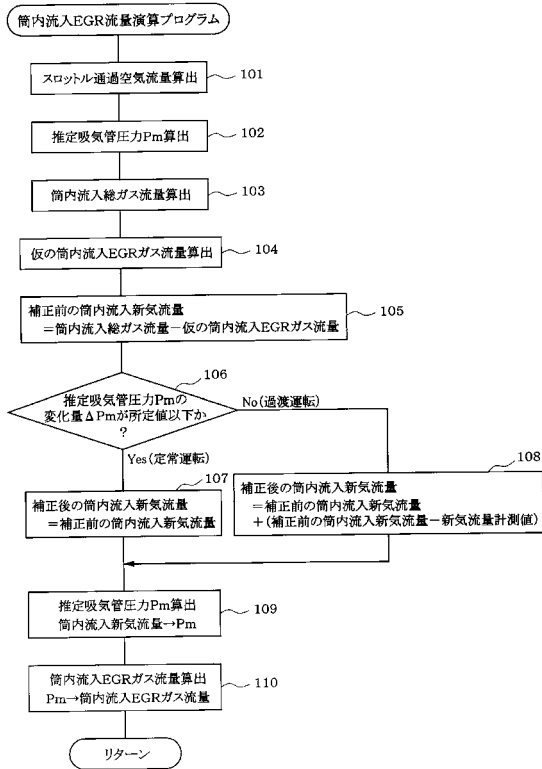 筒内流入EGR流量演算プログラム
スロットル通過空気流量算出
101
推定吸気管圧力Pm算出
102
筒内流入総ガス流量算出
103
仮の筒内流入EGRガス流量算出
104
補正前の筒内流入新気流量
=筒内流入総ガス流量-仮の筒内流入EGRガス流量
105
106
推定吸気管圧力Pmの
変化量ΔPmが所定値以下か
?
No(過渡運転)
Yes(定常運転)
107
補正後の筒内流入新気流量
=補正前の筒内流入新気流量
108
補正後の筒内流入新気流量
=補正前の筒内流入新気流量
+(補正前の筒内流入新気流量-新気流量計測値)
推定吸気管圧力Pm算出
筒内流入新気流量→Pm
109
筒内流入EGRガス流量算出
Pm→筒内流入EGRガス流量
110
リターン